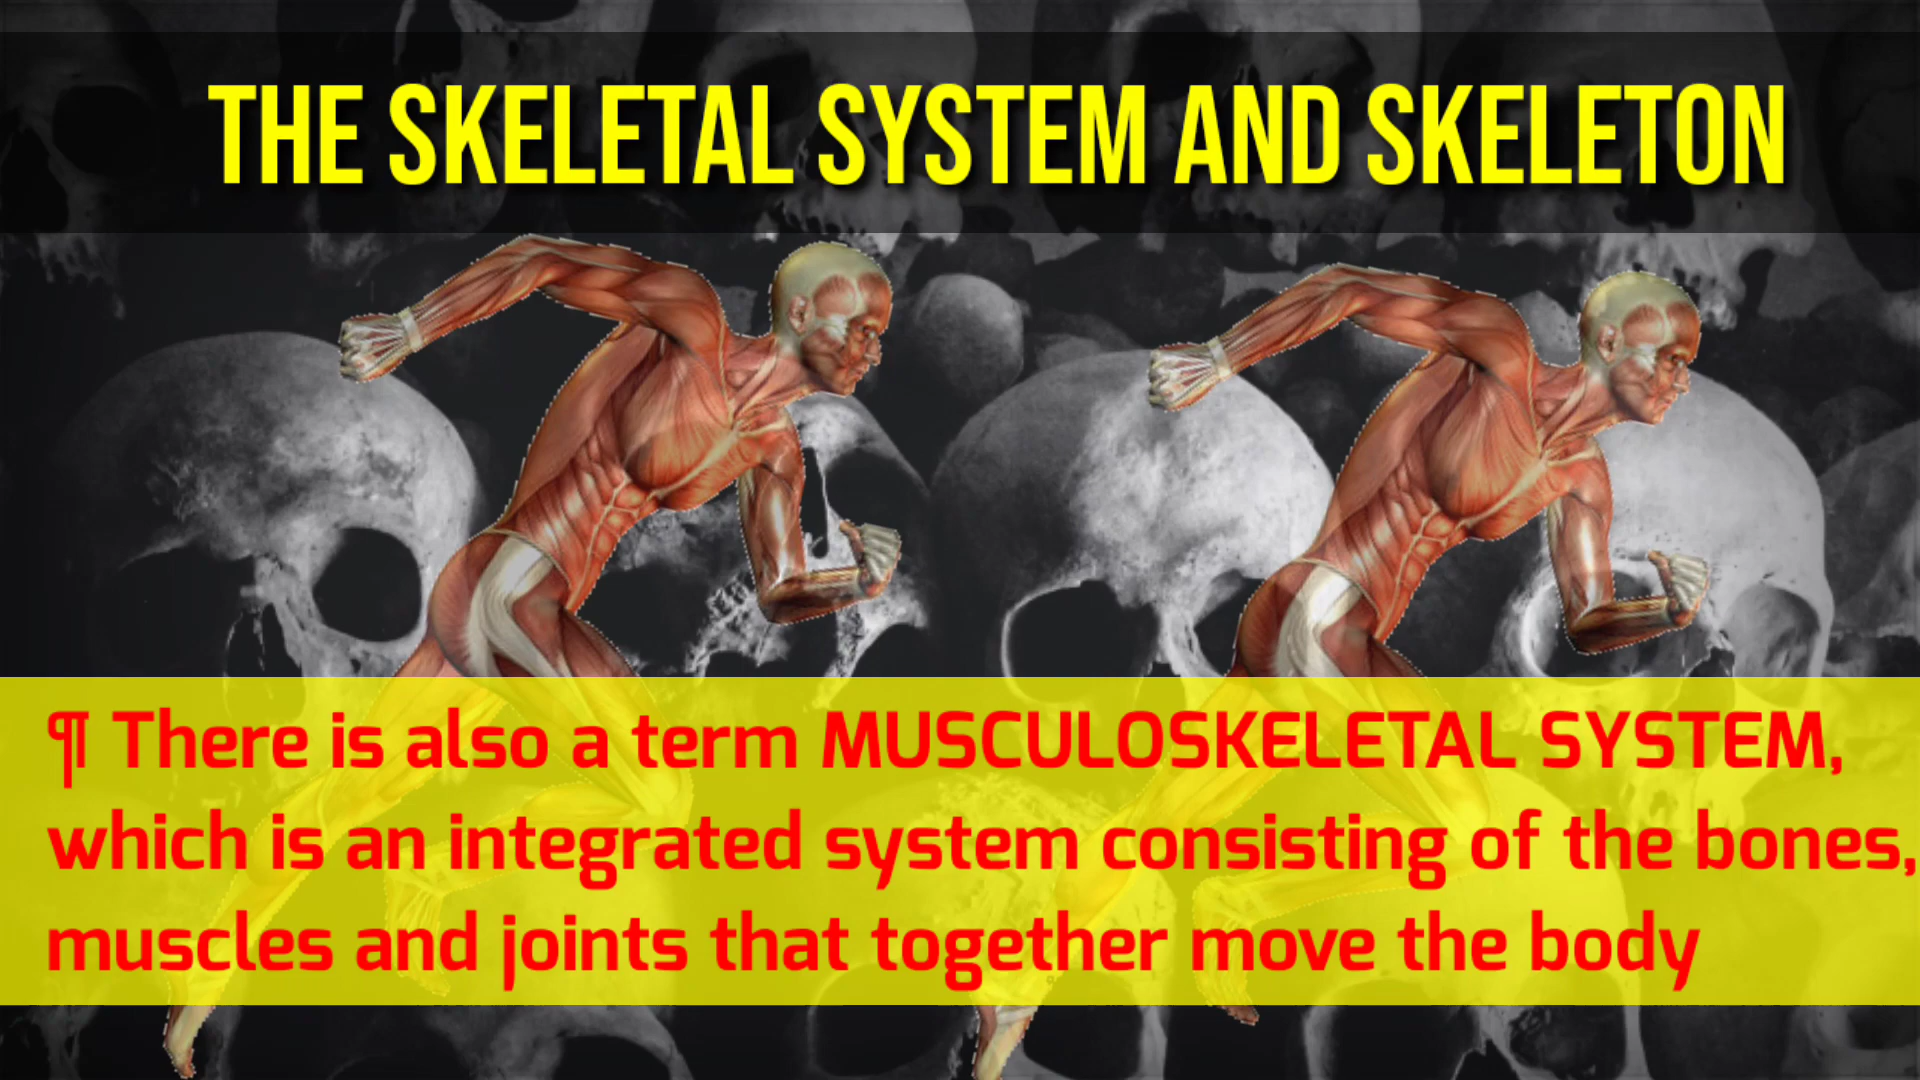 THE SKELETAL SYSTEM AND SKELETON
¶ There is also a term MUSCULOSKELETAL SYSTEM,
which is an integrated system consisting of the bones,
muscles and joints that together move the body